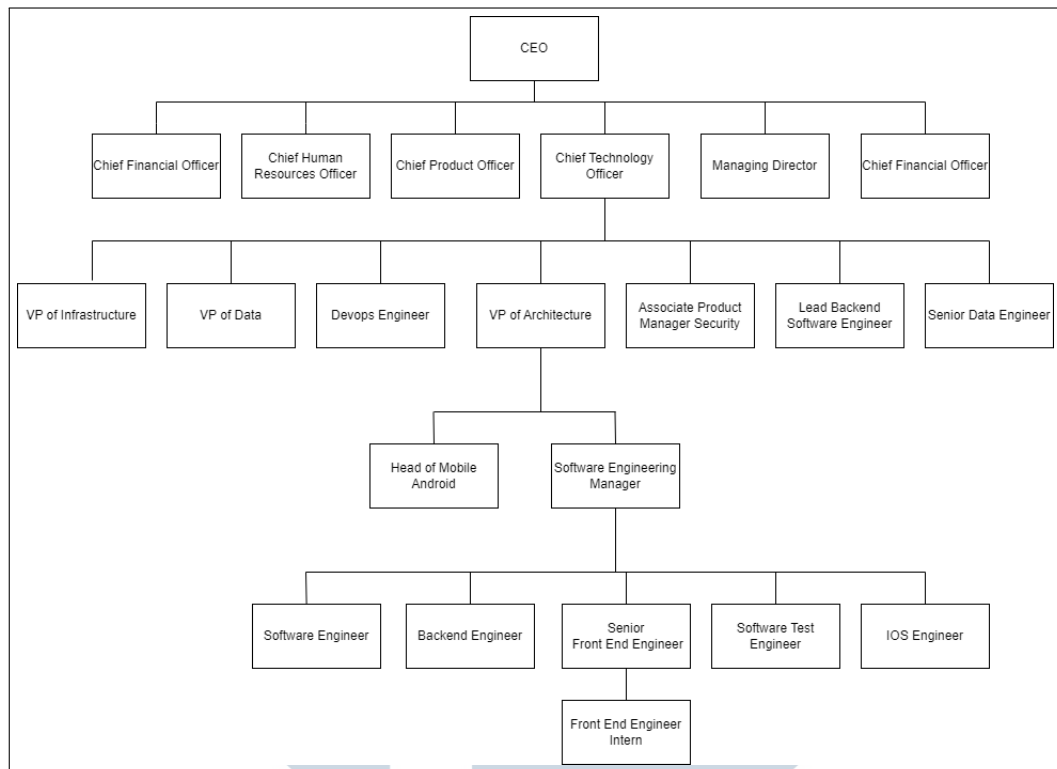 CEO
Chief Financial Officer
Chief Human
Resources Officer
Chief Product Officer
Chief Technology
Officer
Managing Director
Chief Financial Officer
VP of Infrastructure
VP of Data
Devops Engineer
VP of Architecture
Associate Product
Manager Security
Lead Backend
Software Engineer
Senior Data Engineer
Head of Mobile
Android
Software Engineering
Manager
Software Engineer
Backend Engineer
Senior
Front End Engineer
Software Test
Engineer
IOS Engineer
Front End Engineer
Intern